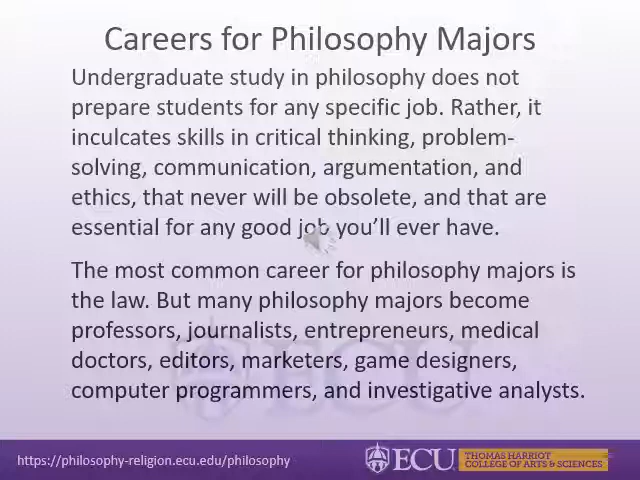 Careers for Philosophy Majors
Undergraduate study in philosophy does not
prepare students for any specific job. Rather, it
inculcates skills in critical thinking, problem-
solving, communication, argumentation, and
ethics, that never will be obsolete, and that are
essential for any good job you’ll ever have.
The most common career for philosophy majors is
the law. But many philosophy majors become
professors, journalists, entrepreneurs, medical
doctors, editors, marketers, game designers,
computer programmers, and investigative analysts.
ECU
https://philosophy-religion.ecu.edu/philosophy
ECU
THOMAS HARRIOT
COLLEGE OF ARTS & SCIENCES